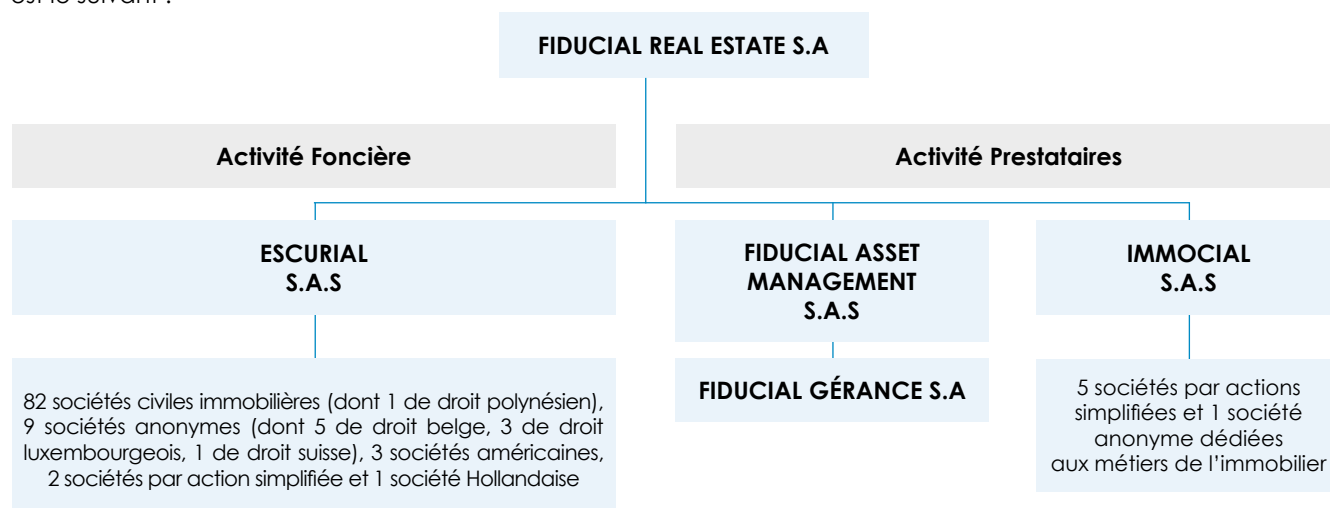 FIDUCIAL REAL ESTATE S.A
Activité Foncière
Activité Prestataires
ESCURIAL
S.A.S
FIDUCIAL ASSET
MANAGEMENT
S.A.S
IMMOCIAL
S.A.S
82 sociétés civiles immobilières (dont 1 de droit polynésien),
9 sociétés anonymes (dont 5 de droit belge, 3 de droit
luxembourgeois, 1 de droit suisse), 3 sociétés américaines,
2 sociétés par action simplifiée et 1 société Hollandaise
FIDUCIAL GÉRANCE S.A
5 sociétés par actions
simplifiées et 1 société
anonyme dédiées
aux métiers de l’immobilier